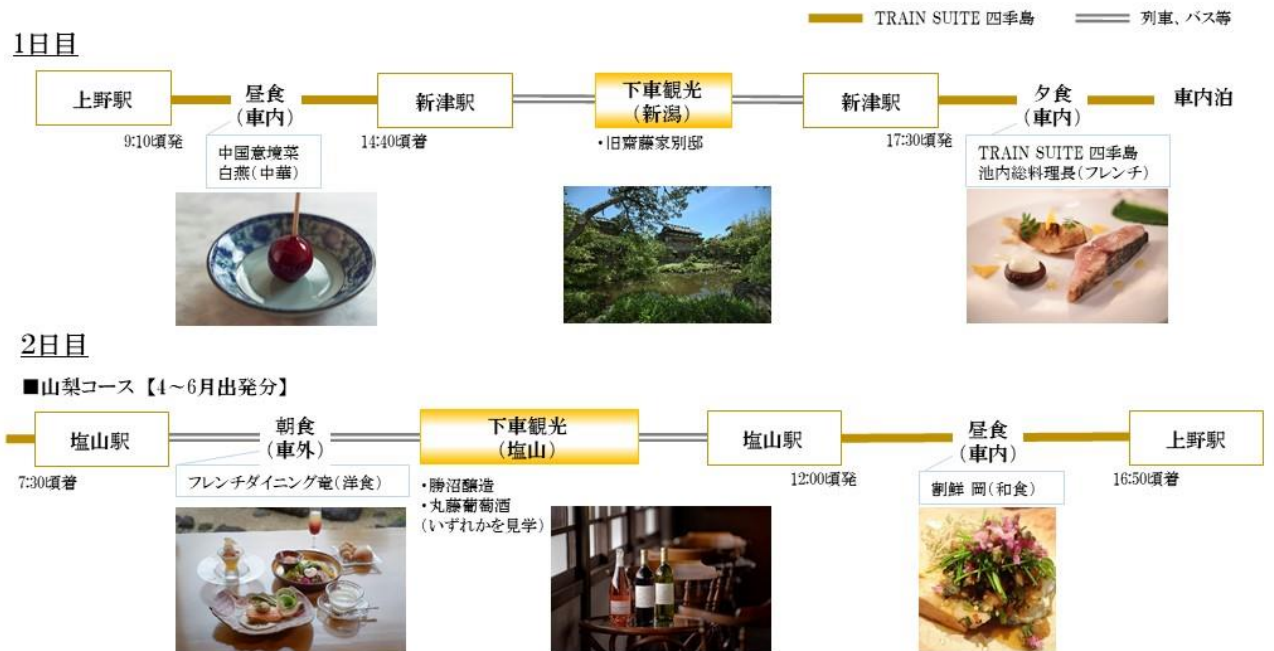 TRAIN SUITE 四季島
列車、バス等
1日目
上野駅
昼食
(車内)
新津駅
下車観光
(新潟)
新津駅
夕食
(車内)
車内泊
9:10頃発
14:40頃着
17:30頃発
中国意境菜
白燕(中華)
・旧齋藤家別邸
TRAIN SUITE 四季島
池内総料理長(フレンチ)
2日目
■山梨コース【4~6月出発分】
塩山駅
朝食
(車外)
下車観光
(塩山)
塩山駅
昼食
(車内)
上野駅
7:30頃着
12:00頃発
16:50頃着
フレンチダイニング竜(洋食)
・勝沼醸造
・丸藤葡萄酒
(いずれかを見学)
割鮮 岡(和食)